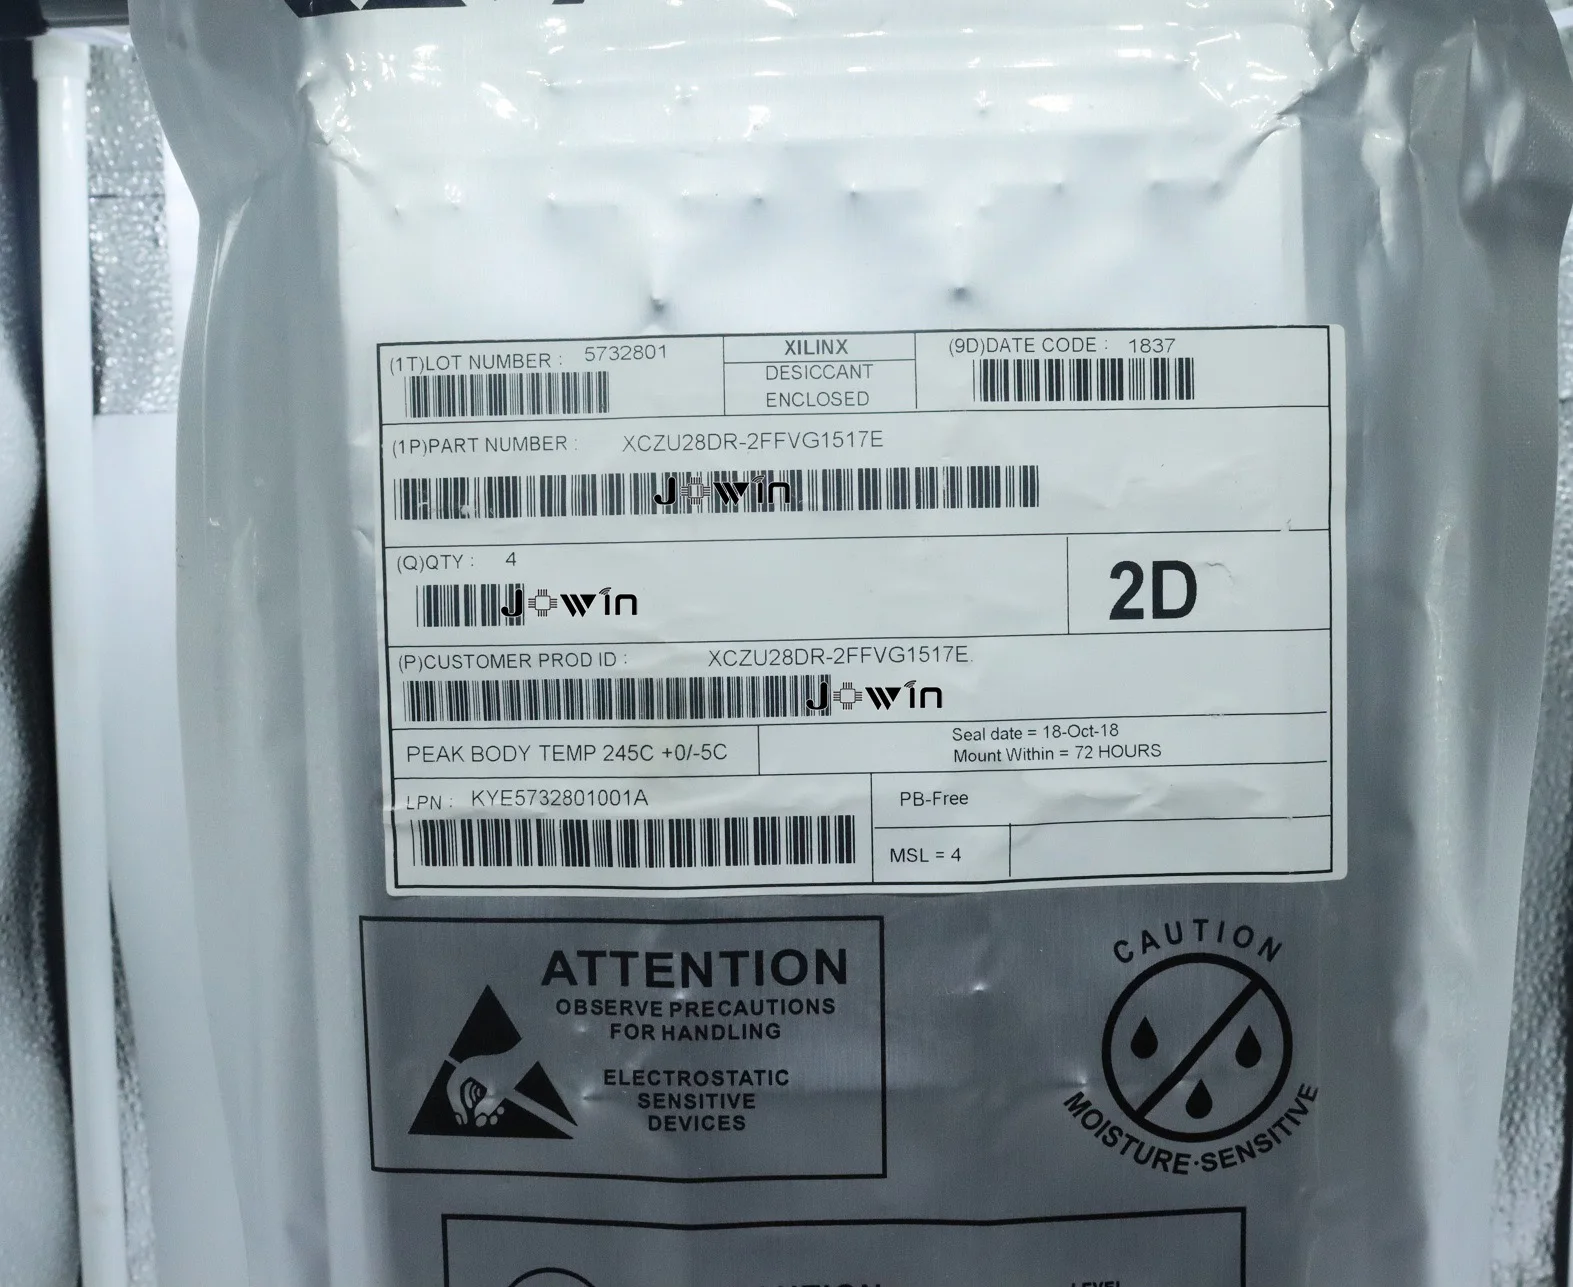 (1T)LOT NUMBER : 5732801
XILINX
DESICCANT
ENCLOSED
(9D)DATE CODE : 1837
(1P)PART NUMBER : XCZU28DR-2FFVG1517E
Jowin
(Q)QTY : 4
Jowin
2D
(P)CUSTOMER PROD ID : XCZU28DR-2FFVG1517E
Jowin
PEAK BODY TEMP 245C +0/-5C
Seal date = 18-Oct-18
Mount Within = 72 HOURS
LPN : KYE5732801001A
PB-Free
MSL = 4
ATTENTION
OBSERVE PRECAUTIONS
FOR HANDLING
ELECTROSTATIC
SENSITIVE
DEVICES
CAUTION
MOISTURE·SENSITIVE
LEVEL